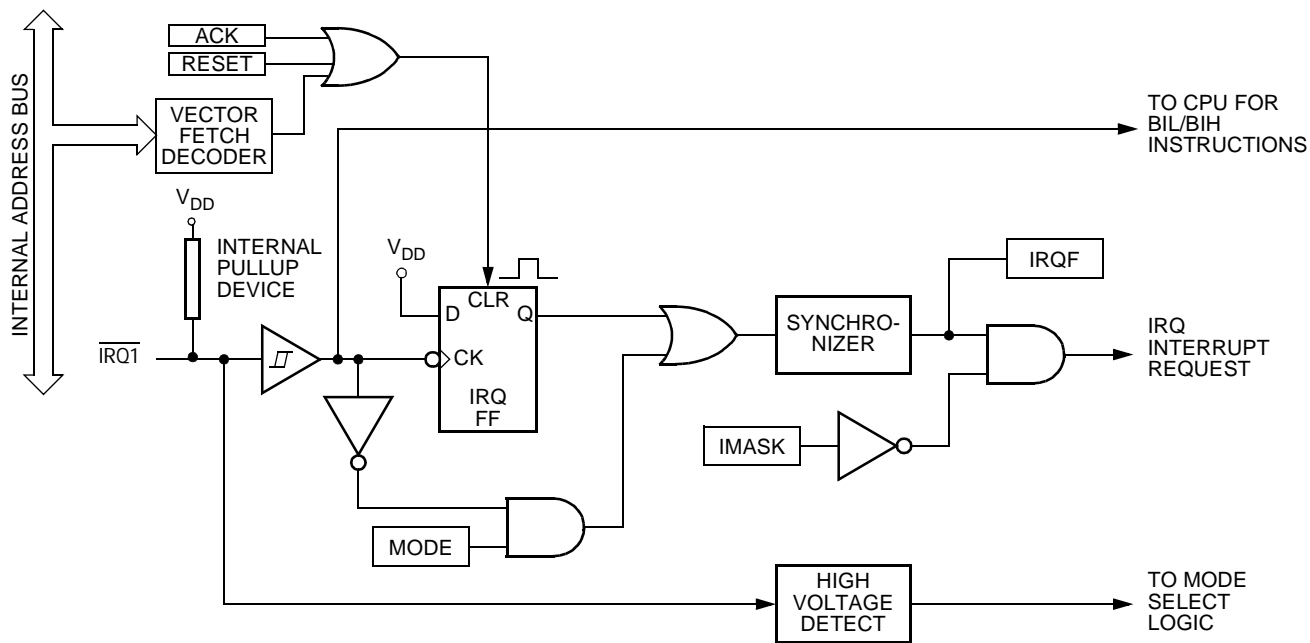 INTERNAL ADDRESS BUS
ACK
RESET
VECTOR
FETCH
DECODER
TO CPU FOR
BIL/BIH
INSTRUCTIONS
VDD
INTERNAL
PULLUP
DEVICE
VDD
CLR
D
Q
CK
IRQ
FF
IRQ1
SYNCHRO-
NIZER
IRQF
IRQ
INTERRUPT
REQUEST
IMASK
MODE
HIGH
VOLTAGE
DETECT
TO MODE
SELECT
LOGIC